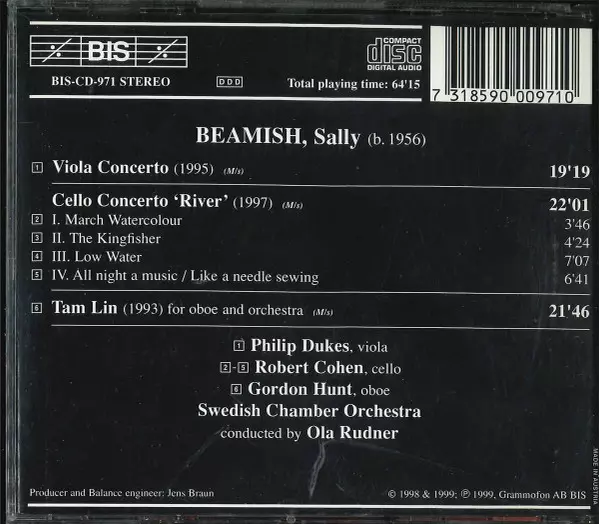 BIS
COMPACT
disc
DIGITAL AUDIO
BIS-CD-971 STEREO
DDD
Total playing time: 64'15
7 318590 009710
BEAMISH, Sally (b. 1956)
1 Viola Concerto (1995) (M/s) 19'19
Cello Concerto ‘River’ (1997) (M/s) 22'01
2 I. March Watercolour 3'46
3 II. The Kingfisher 4'24
4 III. Low Water 7'07
5 IV. All night a music / Like a needle sewing 6'41
6 Tam Lin (1993) for oboe and orchestra (M/s) 21'46
1 Philip Dukes, viola
2-5 Robert Cohen, cello
6 Gordon Hunt, oboe
Swedish Chamber Orchestra
conducted by Ola Rudner
Producer and Balance engineer: Jens Braun
© 1998 & 1999; ℗ 1999, Grammofon AB BIS
MADE IN AUSTRIA